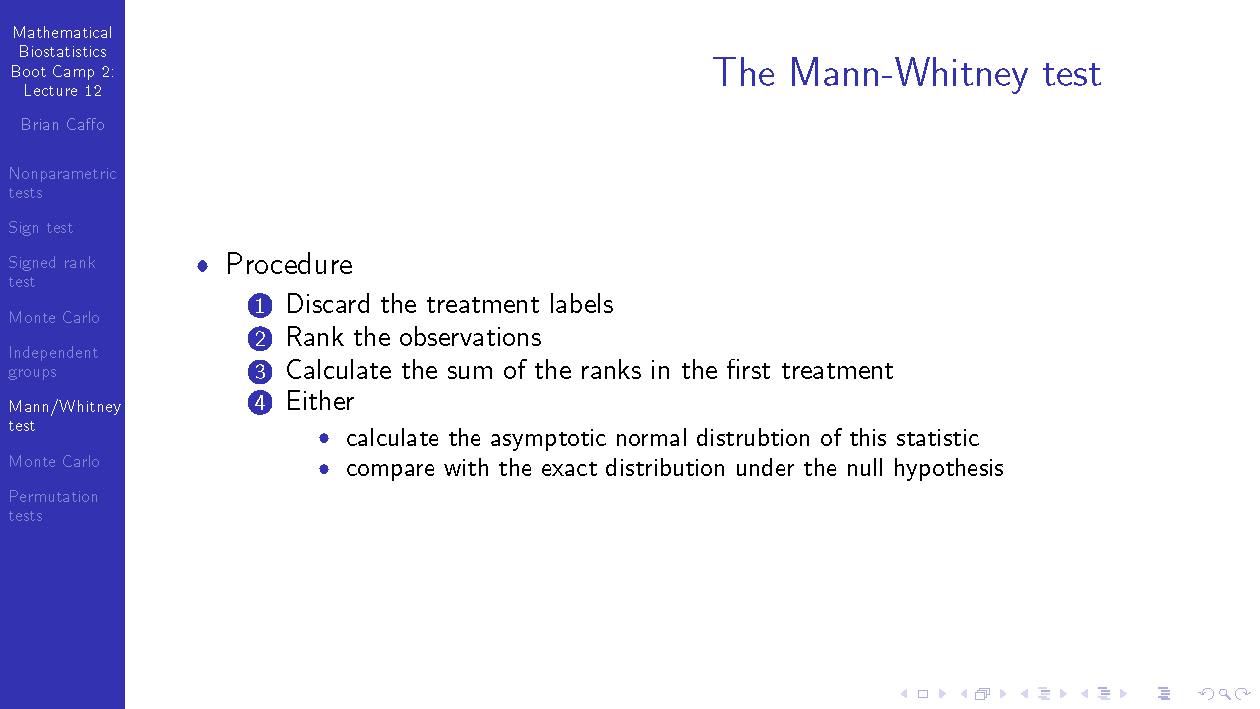 Mathematical
Biostatistics
Boot Camp 2:
Lecture 12
Brian Caffo
Nonparametric
tests
Sign test
Signed rank
test
Monte Carlo
Independent
groups
Mann/Whitney
test
Monte Carlo
Permutation
tests
The Mann-Whitney test
• Procedure
1 Discard the treatment labels
2 Rank the observations
3 Calculate the sum of the ranks in the first treatment
4 Either
• calculate the asymptotic normal distrubtion of this statistic
• compare with the exact distribution under the null hypothesis